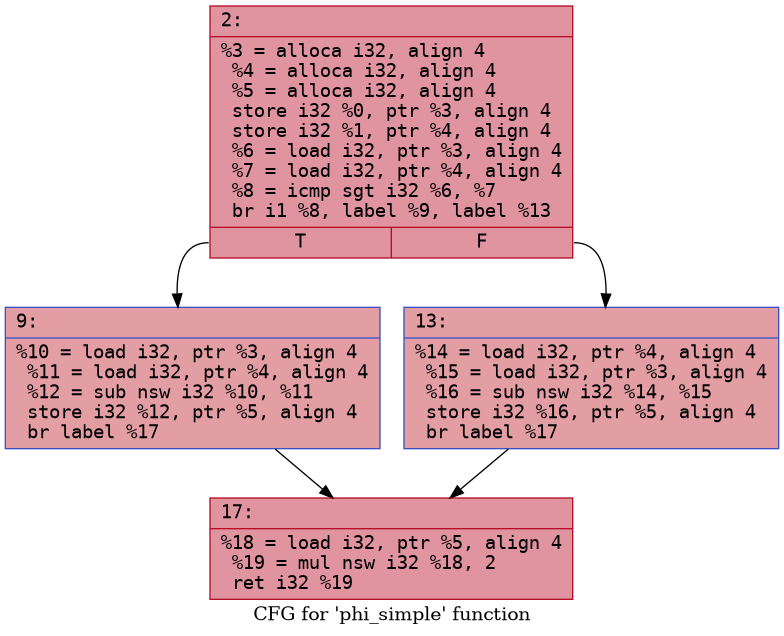 2:
%3 = alloca i32, align 4
%4 = alloca i32, align 4
%5 = alloca i32, align 4
store i32 %0, ptr %3, align 4
store i32 %1, ptr %4, align 4
%6 = load i32, ptr %3, align 4
%7 = load i32, ptr %4, align 4
%8 = icmp sgt i32 %6, %7
br i1 %8, label %9, label %13
T F
9:
%10 = load i32, ptr %3, align 4
%11 = load i32, ptr %4, align 4
%12 = sub nsw i32 %10, %11
store i32 %12, ptr %5, align 4
br label %17
13:
%14 = load i32, ptr %4, align 4
%15 = load i32, ptr %3, align 4
%16 = sub nsw i32 %14, %15
store i32 %16, ptr %5, align 4
br label %17
17:
%18 = load i32, ptr %5, align 4
%19 = mul nsw i32 %18, 2
ret i32 %19
CFG for 'phi_simple' function